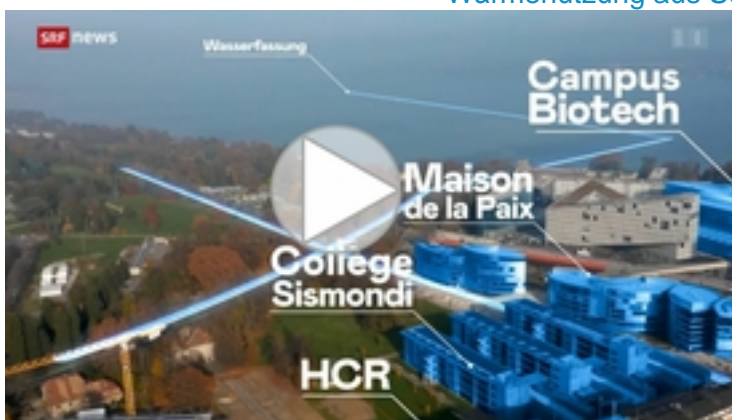 SRF news
Wasserfassung
Campus
Biotech
Maison
de la Paix
Collège
Sismondi
HCR